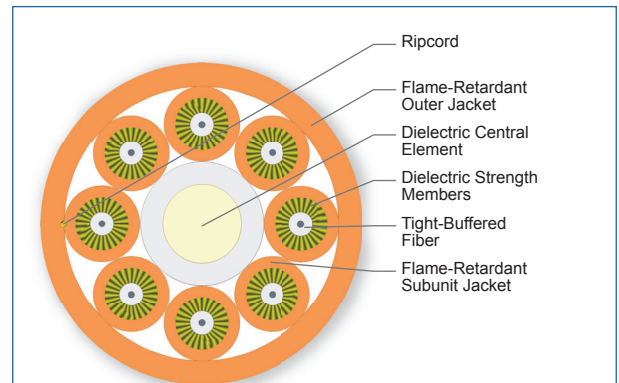 Ripcord
Flame-Retardant
Outer Jacket
Dielectric Central
Element
Dielectric Strength
Members
Tight-Buffered
Fiber
Flame-Retardant
Subunit Jacket